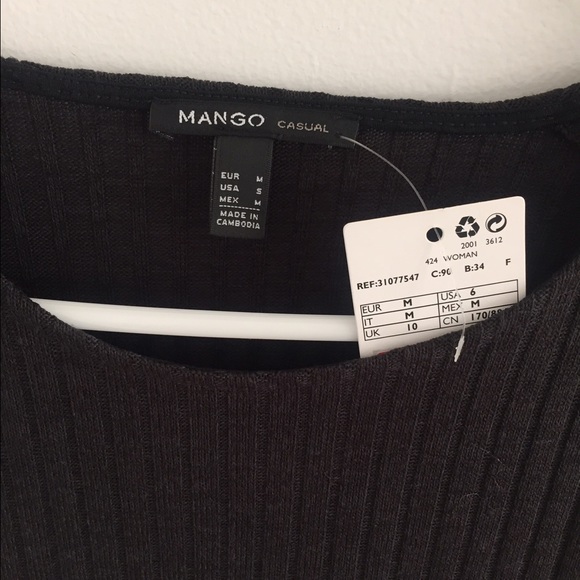 MANGO CASUAL
EUR M
USA S
MEX M
MADE IN
CAMBODIA
2001 3612
424 WOMAN
REF:31077547 C:90 B:34 F
EUR M USA 6
IT M MEX M
UK 10 CN